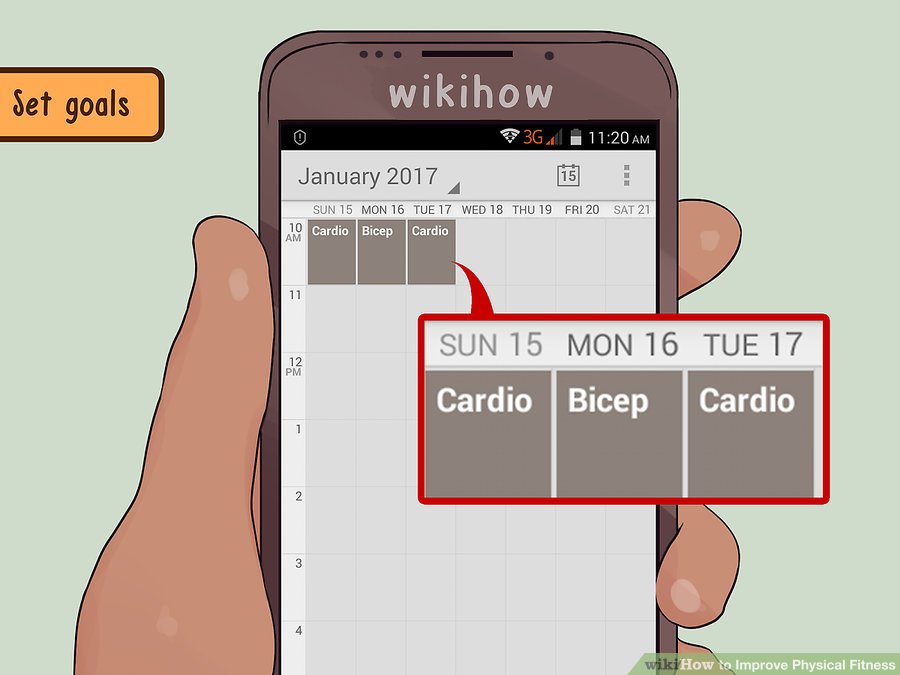 Set goals
wikihow
3G 11:20 AM
January 2017 15
SUN 15 MON 16 TUE 17 WED 18 THU 19 FRI 20 SAT 21
10 AM Cardio Bicep Cardio
11
12 PM
1
2
3
4
SUN 15 MON 16 TUE 17
Cardio Bicep Cardio
wikiHow to Improve Physical Fitness